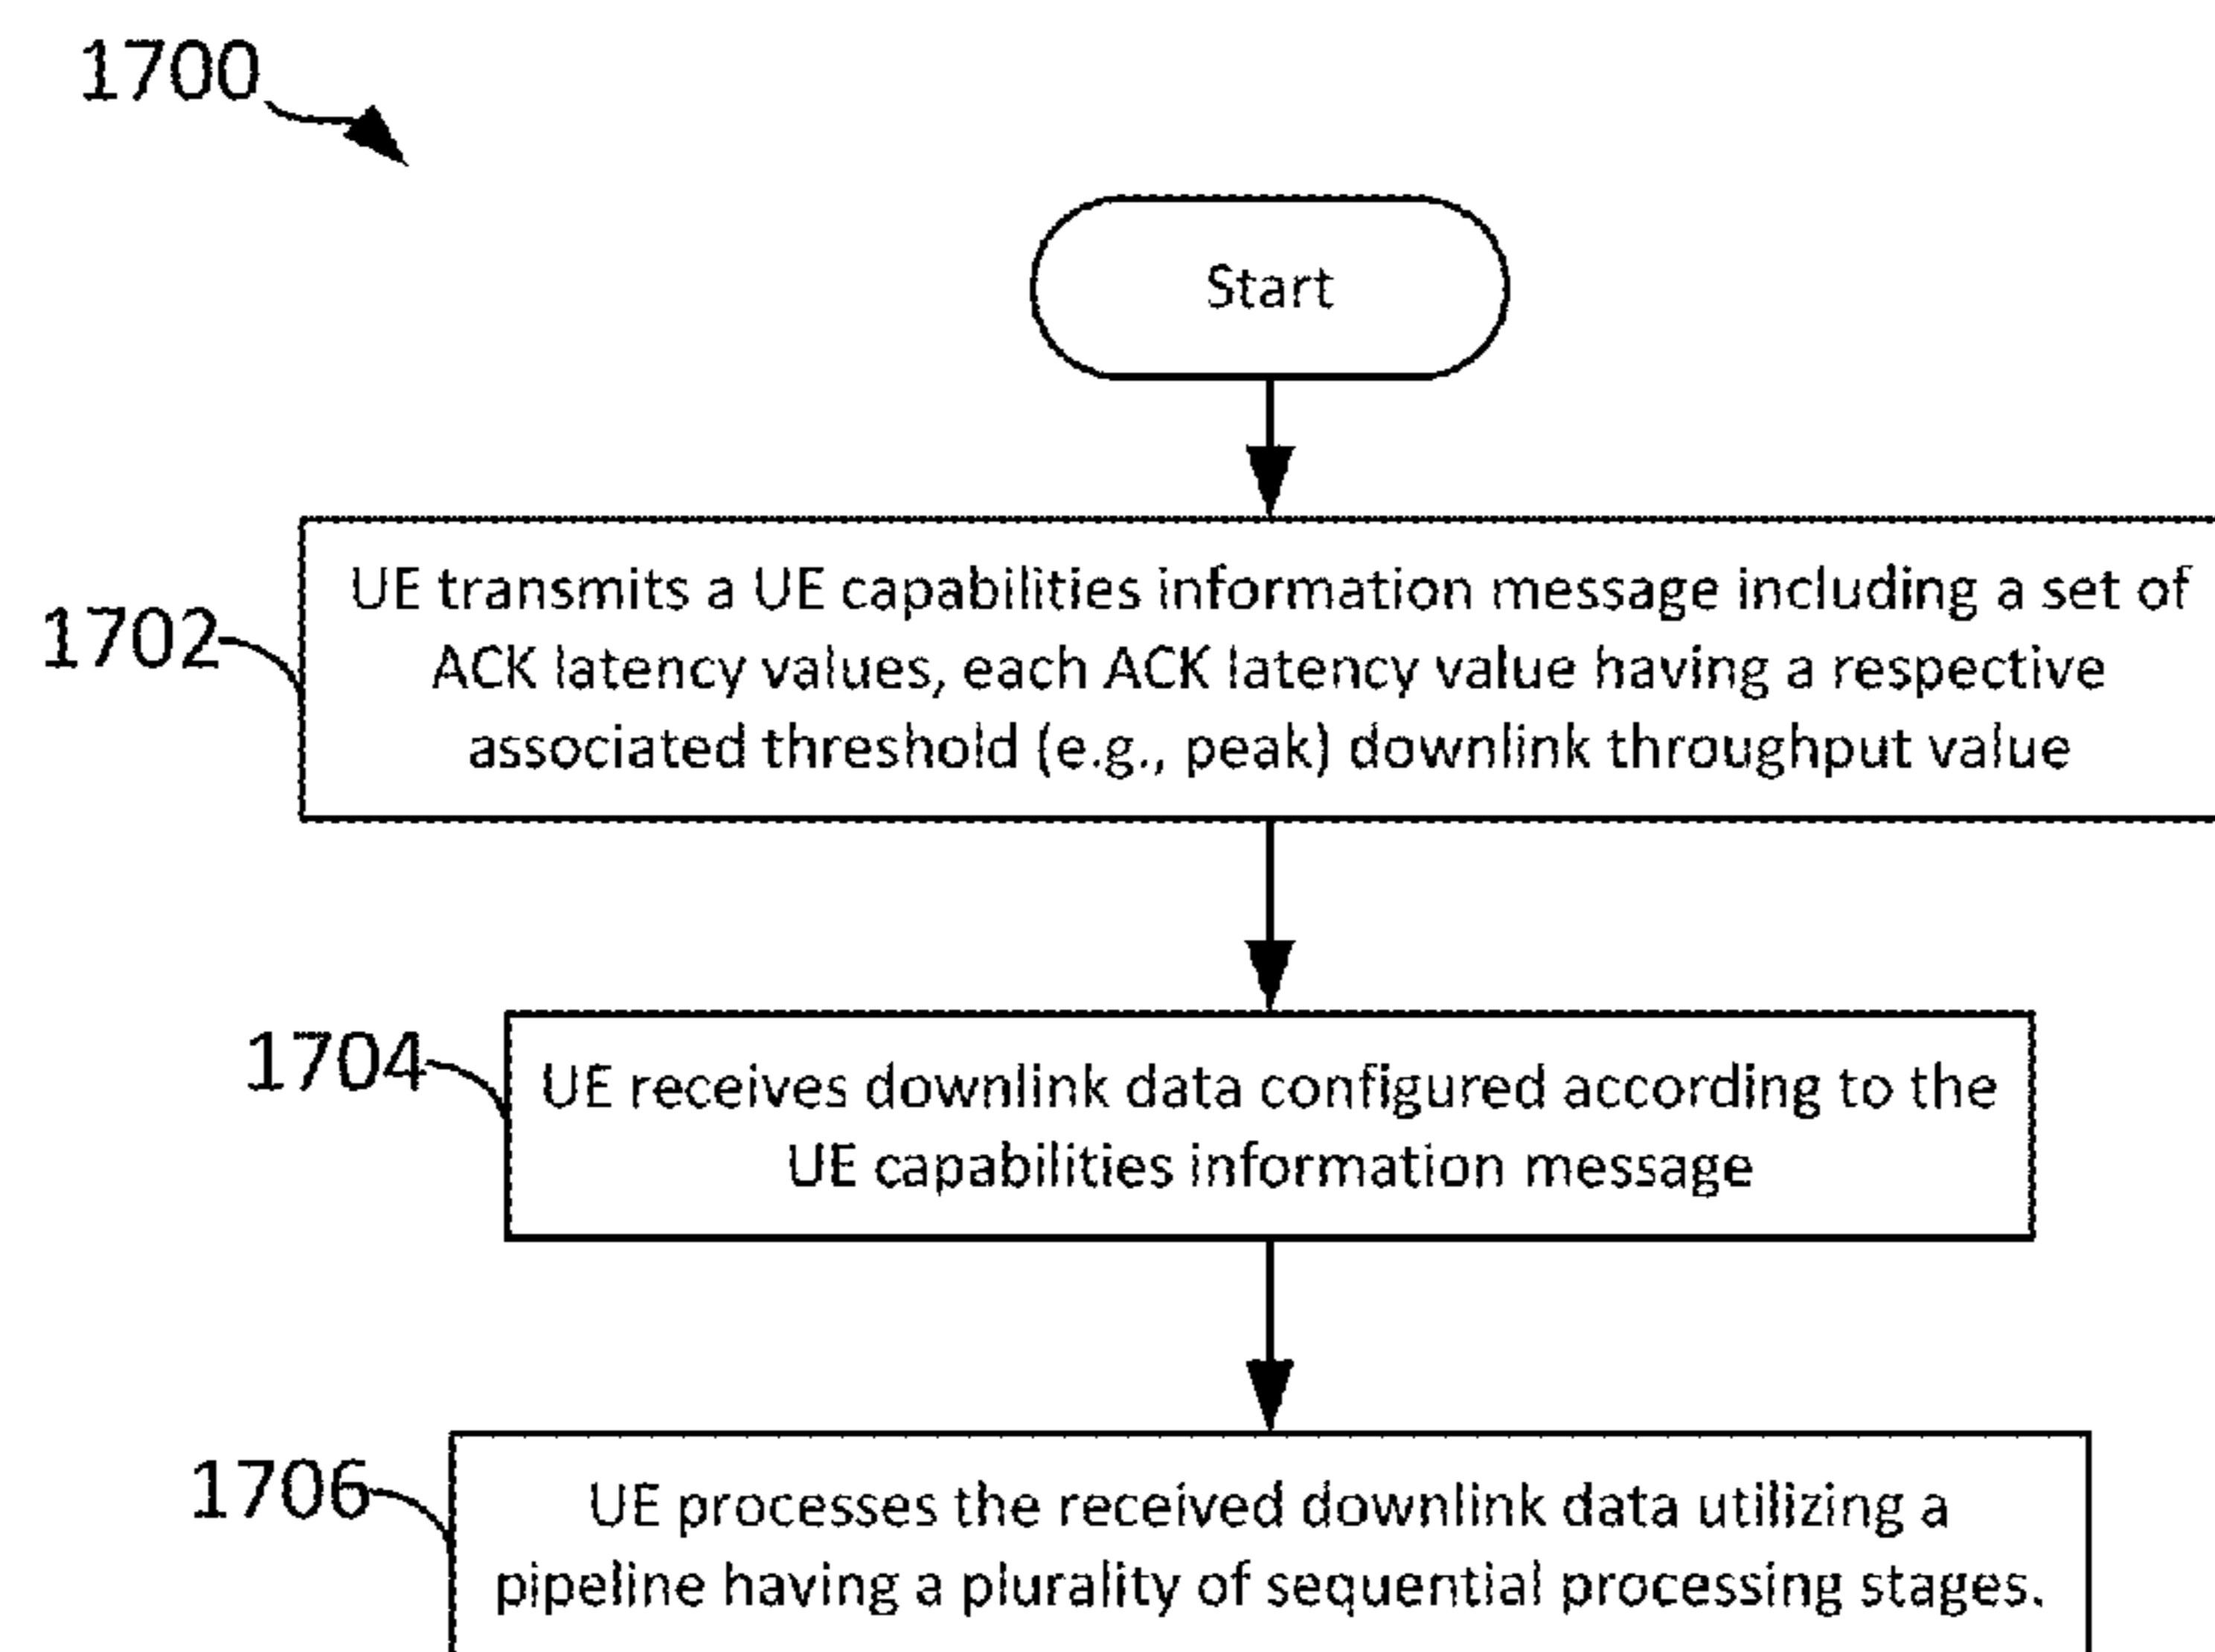 1700
Start
1702
UE transmits a UE capabilities information message including a set of
ACK latency values, each ACK latency value having a respective
associated threshold (e.g., peak) downlink throughput value
1704
UE receives downlink data configured according to the
UE capabilities information message
1706
UE processes the received downlink data utilizing a
pipeline having a plurality of sequential processing stages.